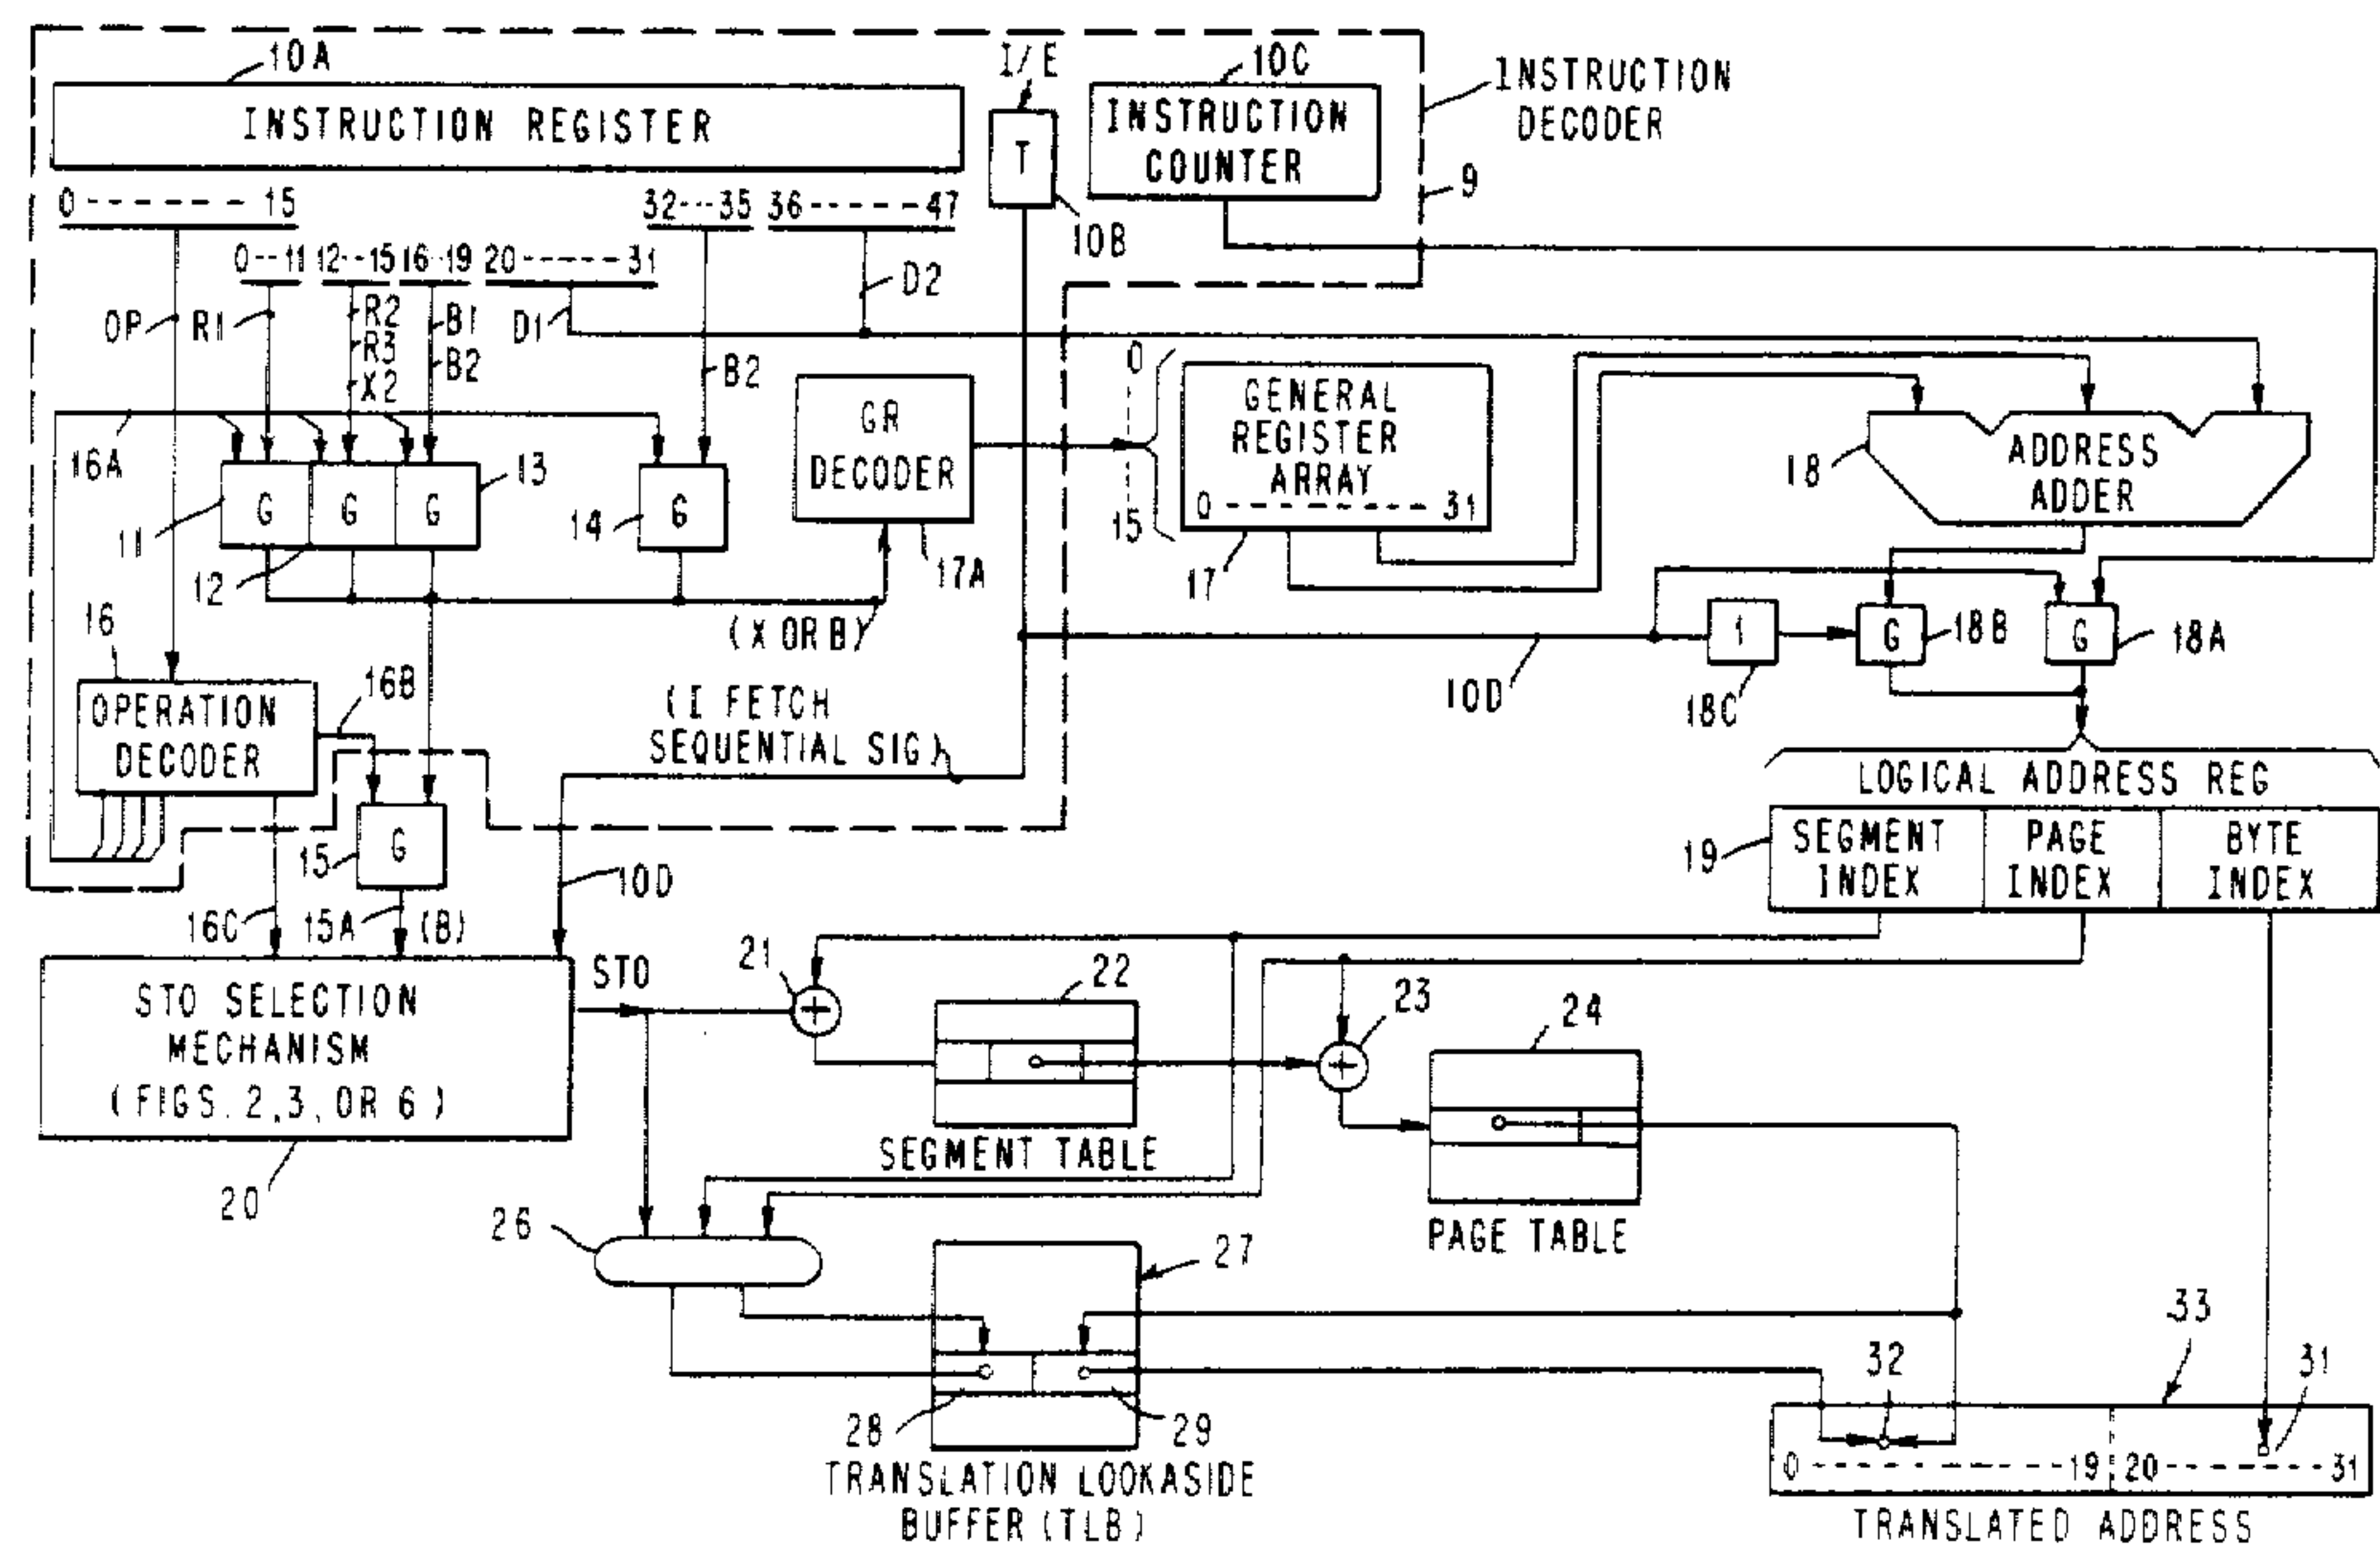 10A
I/E
10C
INSTRUCTION DECODER
INSTRUCTION REGISTER
T
INSTRUCTION COUNTER
9
10B
0 - - - - - - - 15
32---35
36-----47
0--11
12--15
16-19
20-----31
OP
R1
R2
R3
X2
B1
B2
D1
B2
D2
16A
11
G
G
G
13
12
14
G
GR DECODER
17A
(X OR B)
0
15
GENERAL REGISTER ARRAY
0 - - - - - - - - 31
17
18
ADDRESS ADDER
1
18C
G
18B
G
18A
10D
16
OPERATION DECODER
16B
(I FETCH
SEQUENTIAL SIG)
15
G
10D
16C
15A
(B)
LOGICAL ADDRESS REG
19
SEGMENT INDEX
PAGE INDEX
BYTE INDEX
STO SELECTION
MECHANISM
(FIGS. 2,3, OR 6)
20
STO
21
+
22
SEGMENT TABLE
23
+
24
PAGE TABLE
26
27
28
29
TRANSLATION LOOKASIDE
BUFFER (TLB)
32
33
31
0 - - - - - - - - - - 19
20 - - - - - - - 31
TRANSLATED ADDRESS